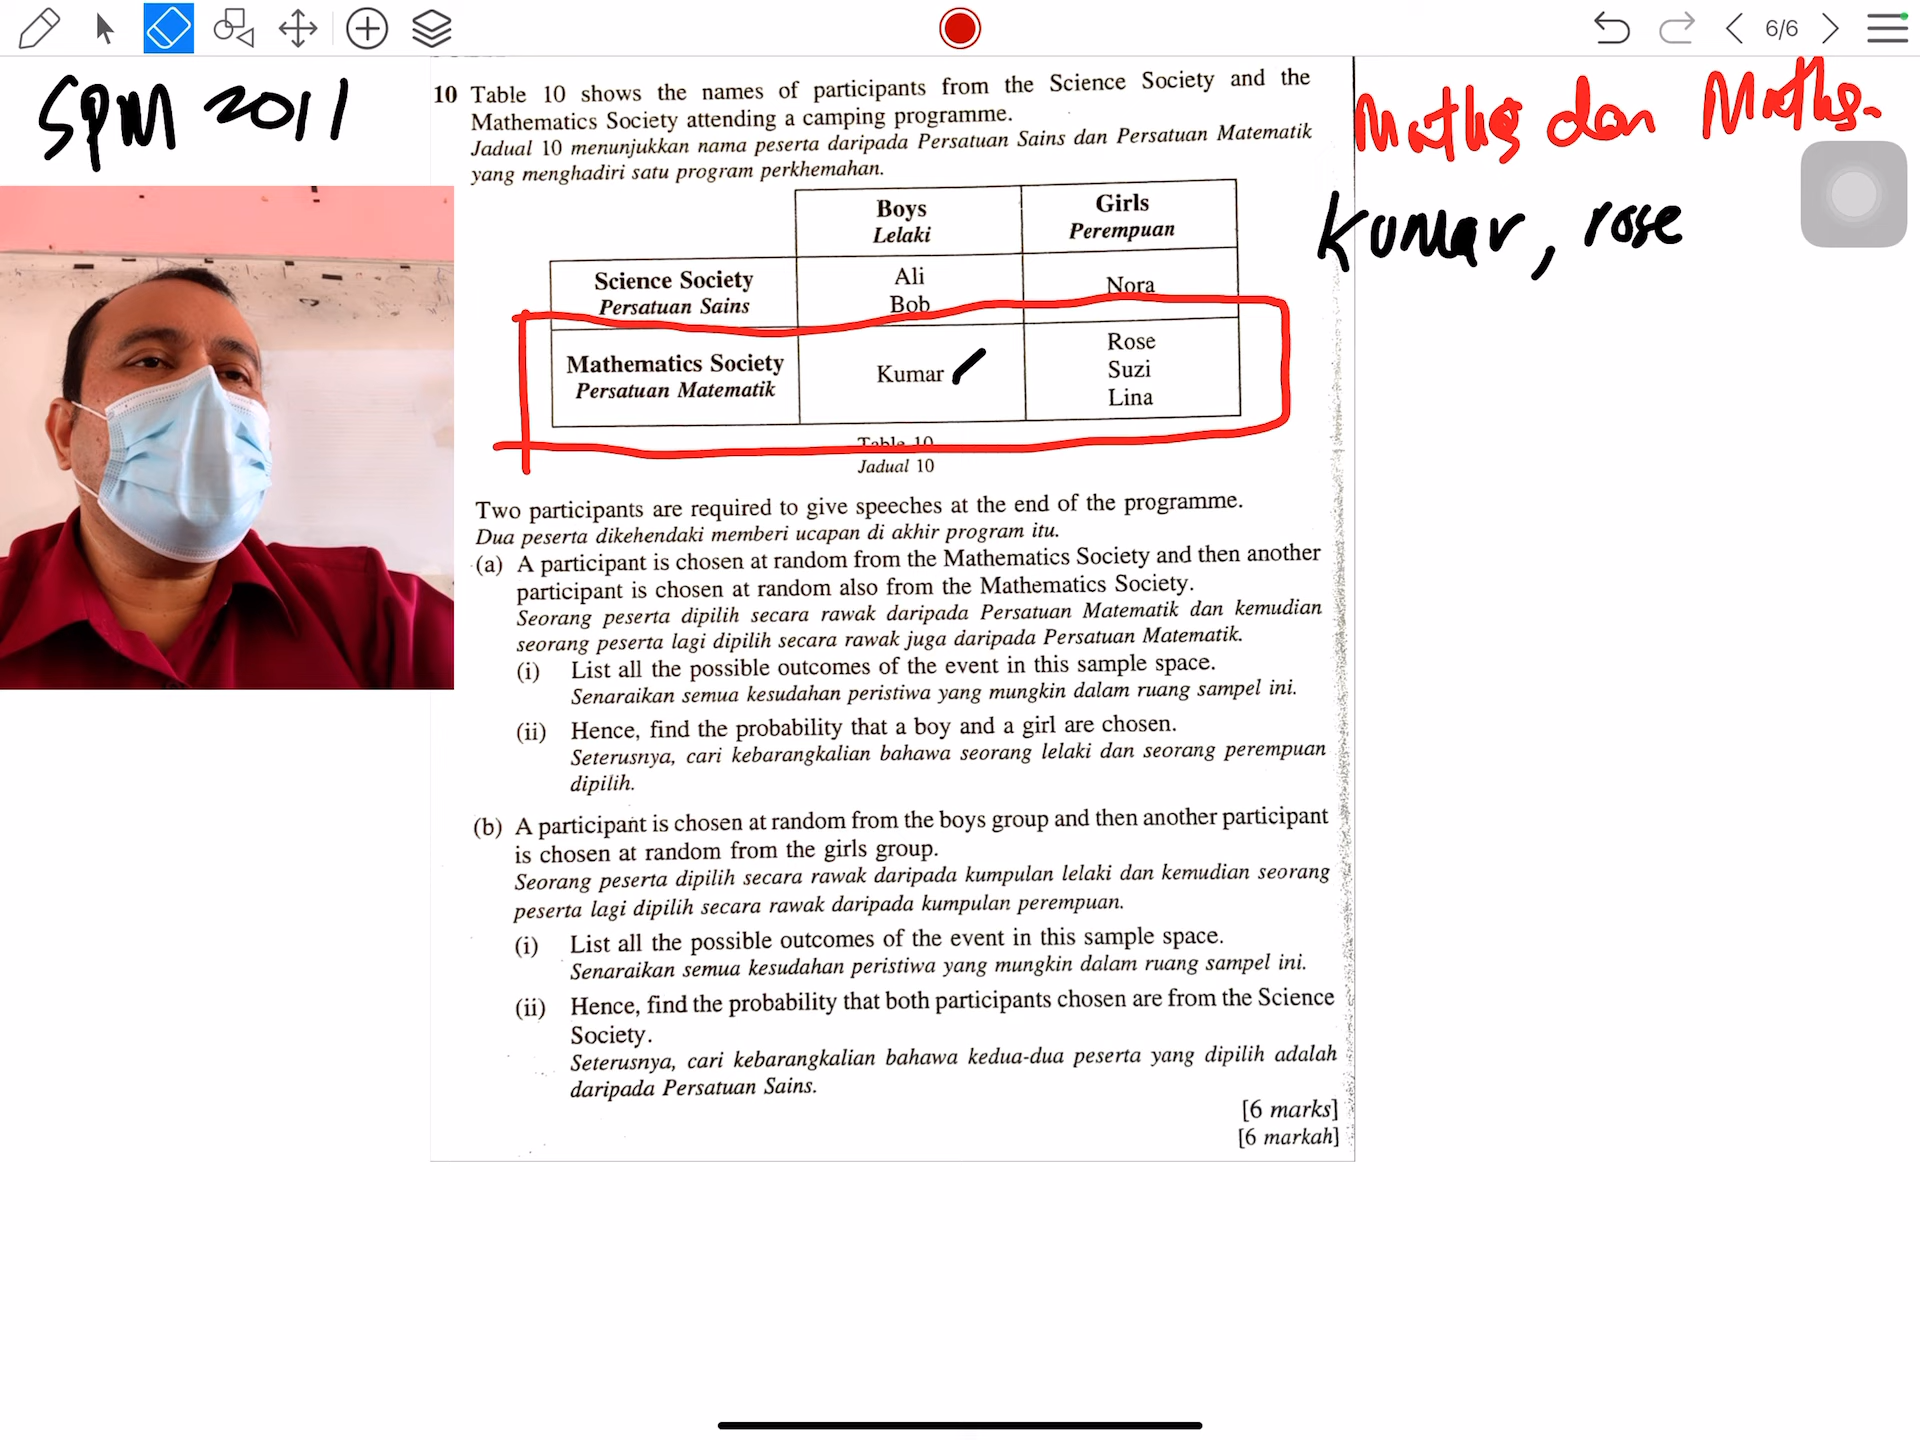 6/6
SPM 2011
10 Table 10 shows the names of participants from the Science Society and the
Mathematics Society attending a camping programme.
Jadual 10 menunjukkan nama peserta daripada Persatuan Sains dan Persatuan Matematik
yang menghadiri satu program perkhemahan.
Maths dan Maths.
Kumar, rose
Boys Girls
Lelaki Perempuan
Science Society Ali Nora
Persatuan Sains Bob
Mathematics Society Kumar Rose
Persatuan Matematik Suzi
Lina
Table 10
Jadual 10
Two participants are required to give speeches at the end of the programme.
Dua peserta dikehendaki memberi ucapan di akhir program itu.
(a) A participant is chosen at random from the Mathematics Society and then another
participant is chosen at random also from the Mathematics Society.
Seorang peserta dipilih secara rawak daripada Persatuan Matematik dan kemudian
seorang peserta lagi dipilih secara rawak juga daripada Persatuan Matematik.
(i) List all the possible outcomes of the event in this sample space.
Senaraikan semua kesudahan peristiwa yang mungkin dalam ruang sampel ini.
(ii) Hence, find the probability that a boy and a girl are chosen.
Seterusnya, cari kebarangkalian bahawa seorang lelaki dan seorang perempuan
dipilih.
(b) A participant is chosen at random from the boys group and then another participant
is chosen at random from the girls group.
Seorang peserta dipilih secara rawak daripada kumpulan lelaki dan kemudian seorang
peserta lagi dipilih secara rawak daripada kumpulan perempuan.
(i) List all the possible outcomes of the event in this sample space.
Senaraikan semua kesudahan peristiwa yang mungkin dalam ruang sampel ini.
(ii) Hence, find the probability that both participants chosen are from the Science
Society.
Seterusnya, cari kebarangkalian bahawa kedua-dua peserta yang dipilih adalah
daripada Persatuan Sains.
[6 marks]
[6 markah]